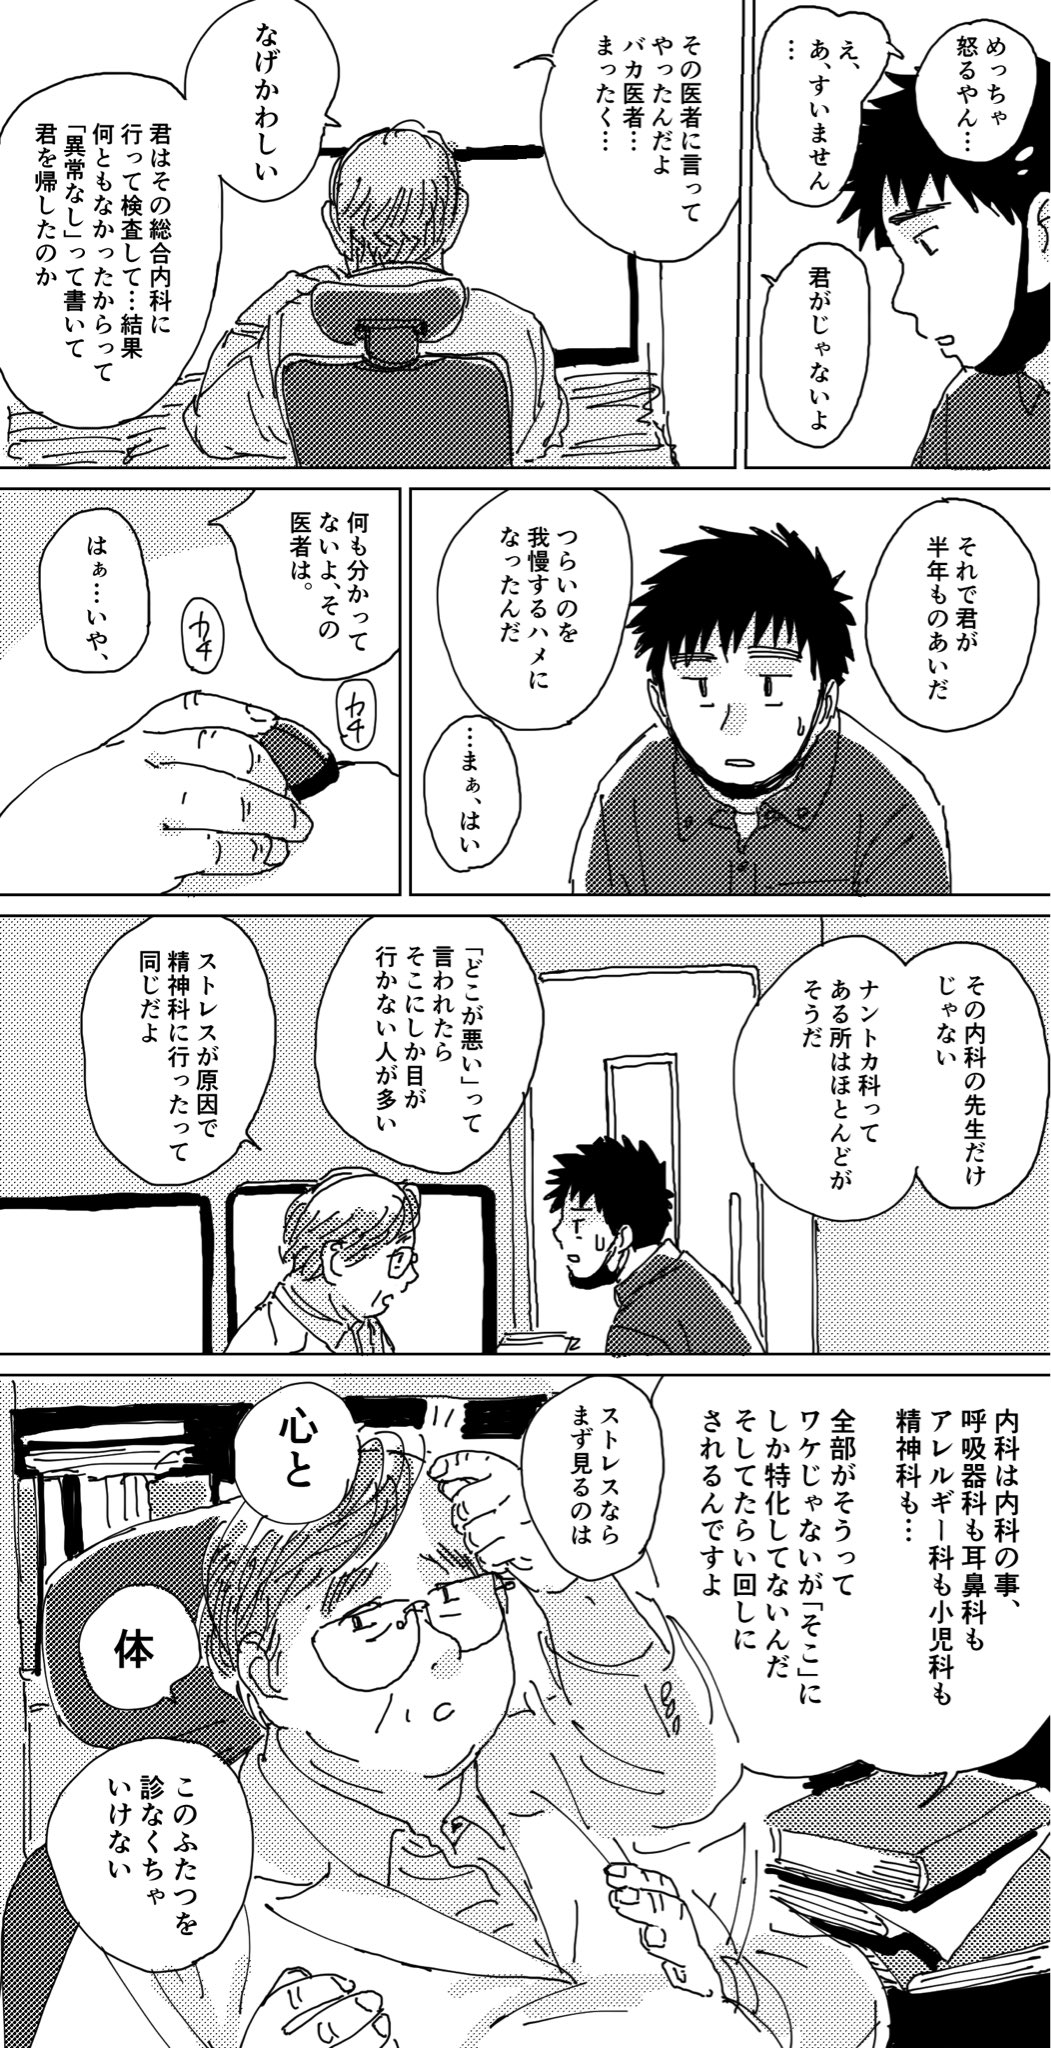 めっちゃ
怒るやん…
え、
あ、すいません
…
君がじゃないよ
その医者に言って
やったんだよ
バカ医者…
まったく…
なげかわしい
君はその総合内科に
行って検査して…結果
何ともなかったからって
「異常なし」って書いて
君を帰したのか
それで君が
半年ものあいだ
つらいのを
我慢するハメに
なったんだ
…まぁ、はい
何も分かって
ないよ、その
医者は。
カチ
カチ
はぁ…いや、
その内科の先生だけ
じゃない
ナントカ科って
ある所はほとんどが
そうだ
「どこが悪い」って
言われたら
そこにしか目が
行かない人が多い
ストレスが原因で
精神科に行ったって
同じだよ
内科は内科の事、
呼吸器科も耳鼻科も
アレルギー科も小児科も
精神科も…
全部がそうって
ワケじゃないが「そこ」に
しか特化してないんだ
そしてたらい回しに
されるんですよ
ストレスなら
まず見るのは
心と
体
このふたつを
診なくちゃ
いけない